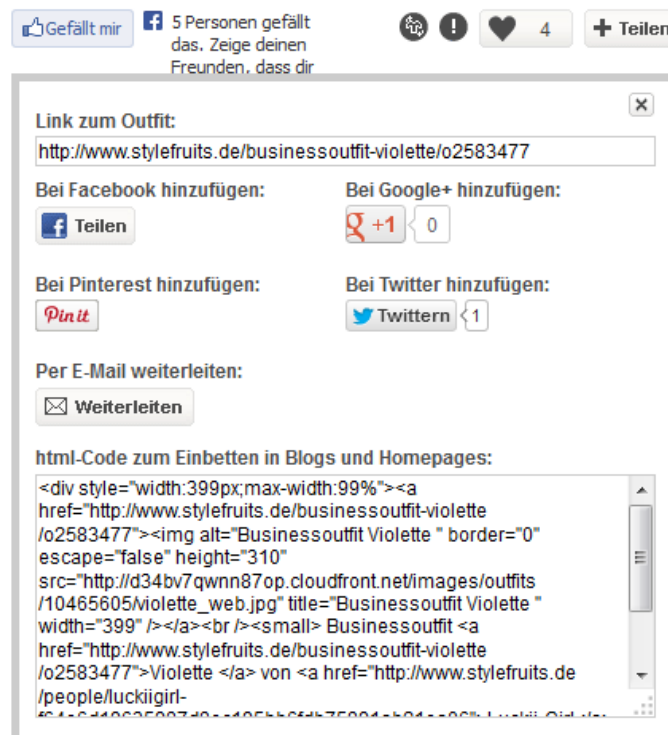 Gefällt mir
5 Personen gefällt
das. Zeige deinen
Freunden, dass dir
4
Teilen
Link zum Outfit:
http://www.stylefruits.de/businessoutfit-violette/o2583477
Bei Facebook hinzufügen:
Bei Google+ hinzufügen:
Teilen
g +1
0
Bei Pinterest hinzufügen:
Bei Twitter hinzufügen:
Pin it
Twittern
1
Per E-Mail weiterleiten:
Weiterleiten
html-Code zum Einbetten in Blogs und Homepages:
<div style="width:399px;max-width:99%"><a
href="http://www.stylefruits.de/businessoutfit-violette
/o2583477"><img alt="Businessoutfit Violette " border="0"
escape="false" height="310"
src="http://d34bv7qwnn87op.cloudfront.net/images/outfits
/10465605/violette_web.jpg" title="Businessoutfit Violette "
width="399" /></a><br /><small> Businessoutfit <a
href="http://www.stylefruits.de/businessoutfit-violette
/o2583477">Violette </a> von <a href="http://www.stylefruits.de
/people/luckiigirl-